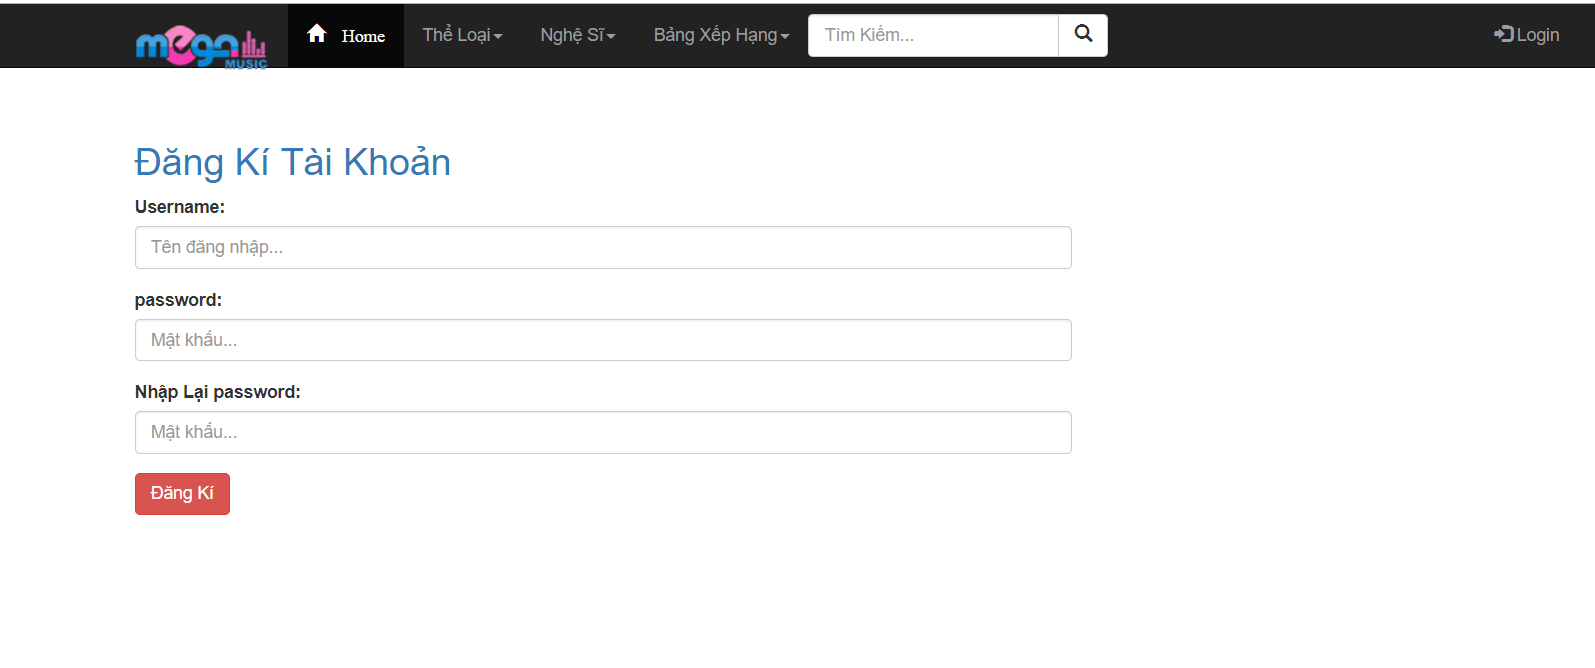 mega MUSIC
Home Thể Loại Nghệ Sĩ Bảng Xếp Hạng Tìm Kiếm... Login
Đăng Kí Tài Khoản
Username:
Tên đăng nhập...
password:
Mật khẩu...
Nhập Lại password:
Mật khẩu...
Đăng Kí